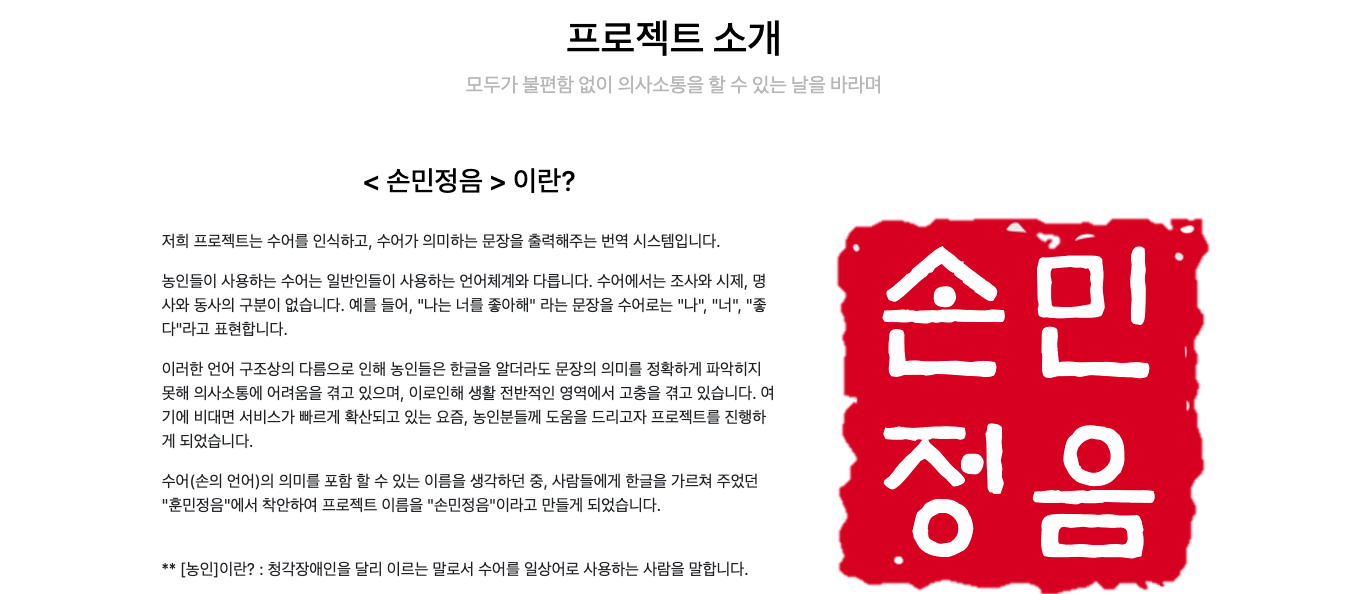 프로젝트 소개
모두가 불편함 없이 의사소통을 할 수 있는 날을 바라며
< 손민정음 > 이란?
저희 프로젝트는 수어를 인식하고, 수어가 의미하는 문장을 출력해주는 번역 시스템입니다.
농인들이 사용하는 수어는 일반인들이 사용하는 언어체계와 다릅니다. 수어에서는 조사와 시제, 명
사와 동사의 구분이 없습니다. 예를 들어, "나는 너를 좋아해" 라는 문장을 수어로는 "나", "너", "좋
다"라고 표현합니다.
이러한 언어 구조상의 다름으로 인해 농인들은 한글을 알더라도 문장의 의미를 정확하게 파악히지
못해 의사소통에 어려움을 겪고 있으며, 이로인해 생활 전반적인 영역에서 고충을 겪고 있습니다. 여
기에 비대면 서비스가 빠르게 확산되고 있는 요즘, 농인분들께 도움을 드리고자 프로젝트를 진행하
게 되었습니다.
수어(손의 언어)의 의미를 포함 할 수 있는 이름을 생각하던 중, 사람들에게 한글을 가르쳐 주었던
"훈민정음"에서 착안하여 프로젝트 이름을 "손민정음"이라고 만들게 되었습니다.
** [농인]이란? : 청각장애인을 달리 이르는 말로서 수어를 일상어로 사용하는 사람을 말합니다.
손민
정음